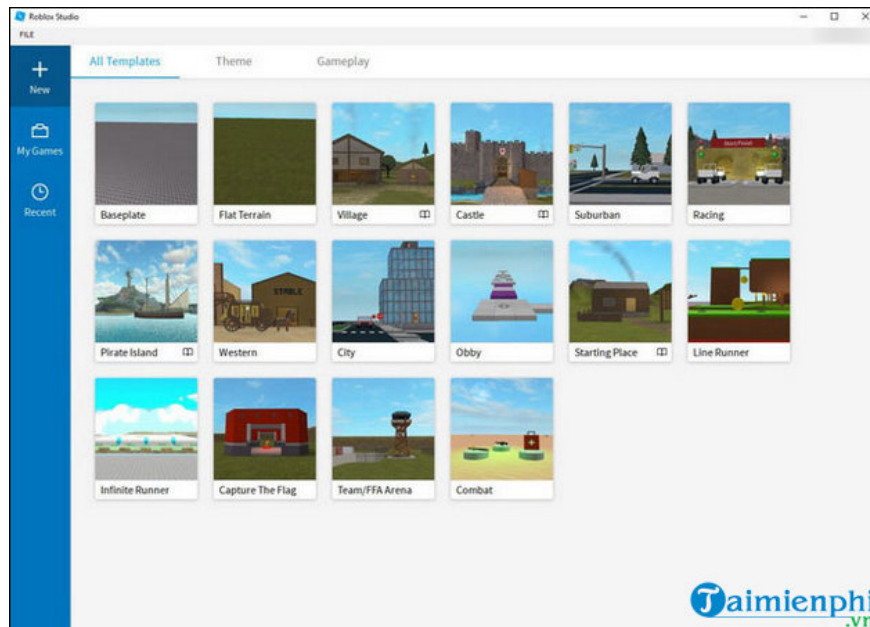 Roblox Studio
FILE
New
My Games
Recent
All Templates Theme Gameplay
Baseplate Flat Terrain Village Castle Suburban Racing
STABLE
Pirate Island Western City Obby Starting Place Line Runner
Infinite Runner Capture The Flag Team/FFA Arena Combat
Taimienphi
.vn